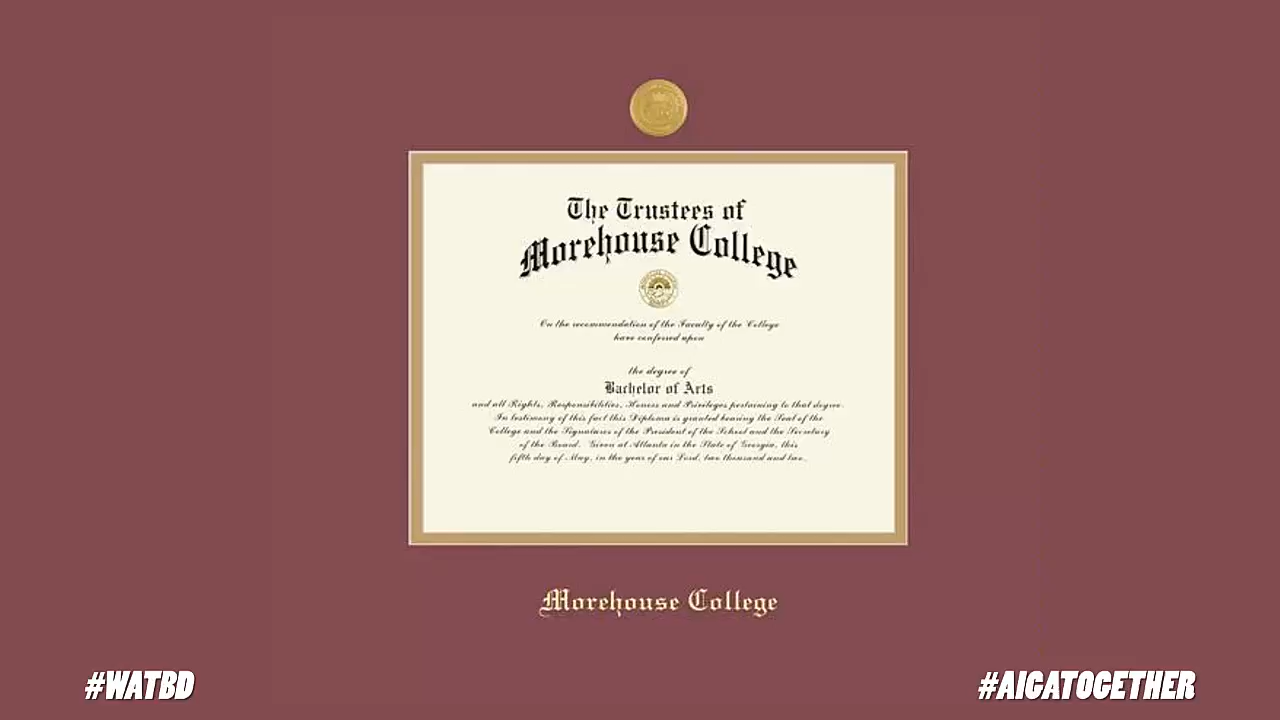 The Trustees of
Morehouse College
On the recommendation of the Faculty of the College
have conferred upon
the degree of
Bachelor of Arts
and all Rights, Responsibilities, Honors and Privileges pertaining to that degree.
In testimony of this fact this Diploma is granted bearing the Seal of the
College and the Signatures of the President of the School and the Secretary
of the Board. Given at Atlanta in the State of Georgia, this
fifth day of May, in the year of our Lord, two thousand and two.
Morehouse College
#WATBD
#AIGATOGETHER